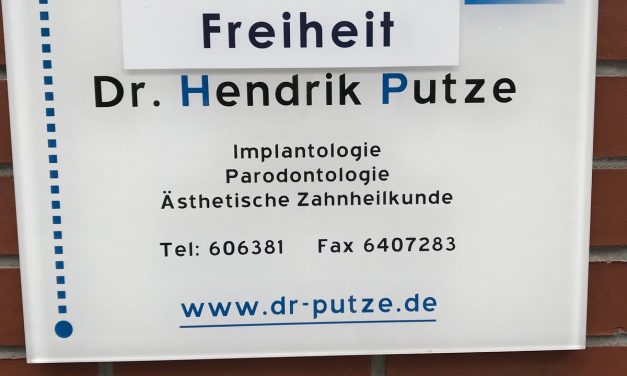 Freiheit
Dr. Hendrik Putze
Implantologie
Parodontologie
Ästhetische Zahnheilkunde
Tel: 606381 Fax 6407283
www.dr-putze.de